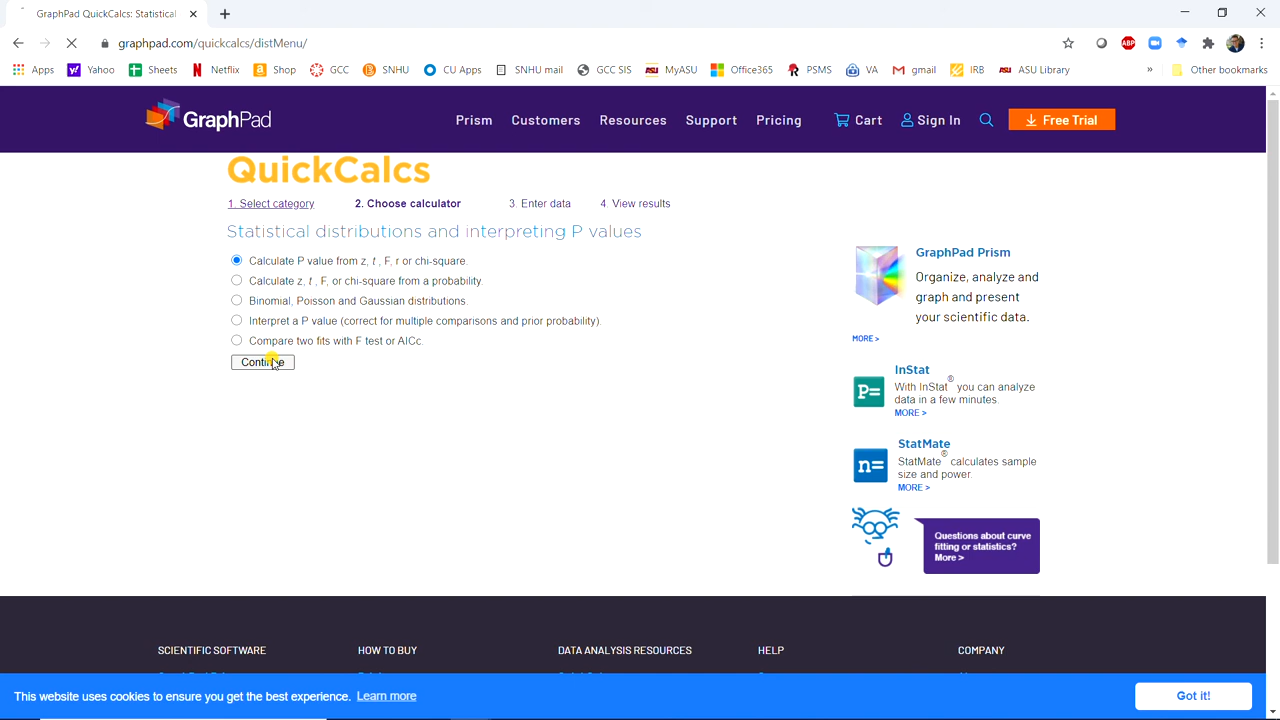 GraphPad QuickCalcs: Statistical
graphpad.com/quickcalcs/distMenu/
ABP
Apps Yahoo Sheets Netflix Shop GCC SNHU CU Apps SNHU mail GCC SIS MyASU Office365 PSMS VA gmail IRB ASU Library » Other bookmarks
GraphPad Prism Customers Resources Support Pricing Cart Sign In Free Trial
QuickCalcs
1. Select category 2. Choose calculator 3. Enter data 4. View results
Statistical distributions and interpreting P values
Calculate P value from z, t , F, r or chi-square.
Calculate z, t , F, or chi-square from a probability.
Binomial, Poisson and Gaussian distributions.
Interpret a P value (correct for multiple comparisons and prior probability).
Compare two fits with F test or AICc.
Continue
GraphPad Prism
Organize, analyze and
graph and present
your scientific data.
MORE >
P=
InStat
®
With InStat you can analyze
data in a few minutes.
MORE >
n=
StatMate
®
StatMate calculates sample
size and power.
MORE >
Questions about curve
fitting or statistics?
More >
SCIENTIFIC SOFTWARE HOW TO BUY DATA ANALYSIS RESOURCES HELP COMPANY
This website uses cookies to ensure you get the best experience. Learn more
Got it!